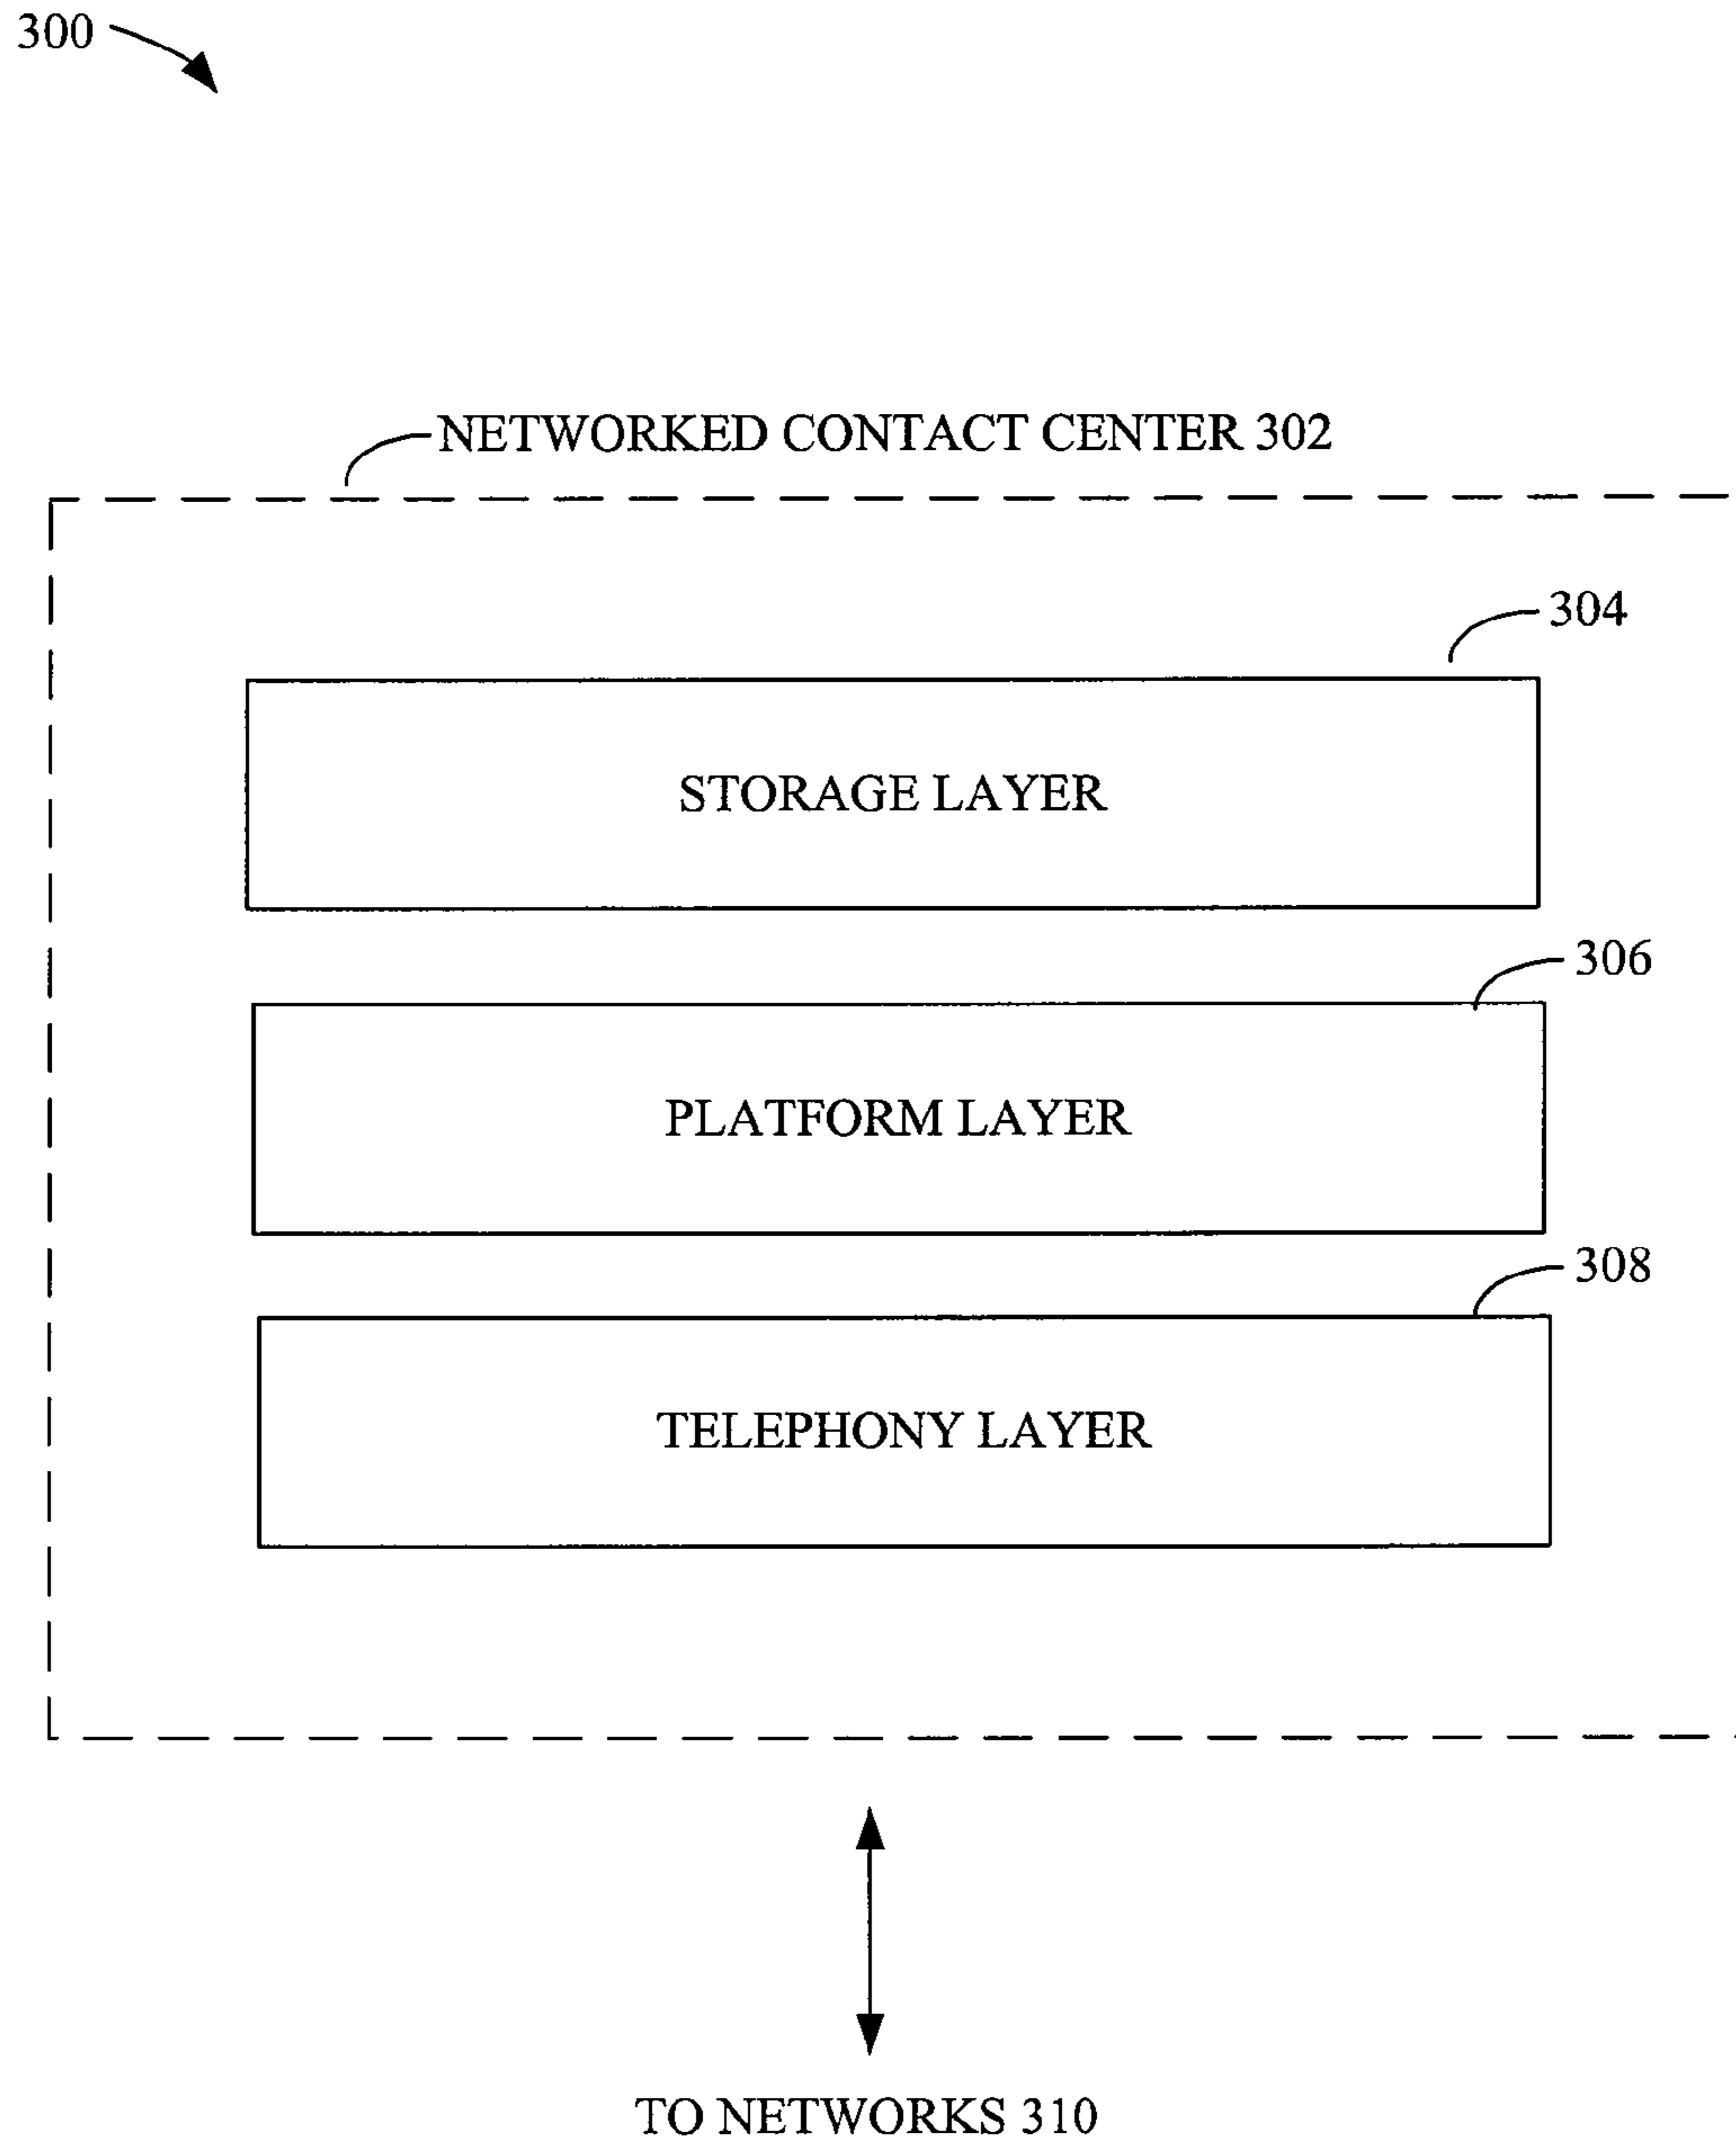 300
NETWORKED CONTACT CENTER 302
304
STORAGE LAYER
306
PLATFORM LAYER
308
TELEPHONY LAYER
TO NETWORKS 310